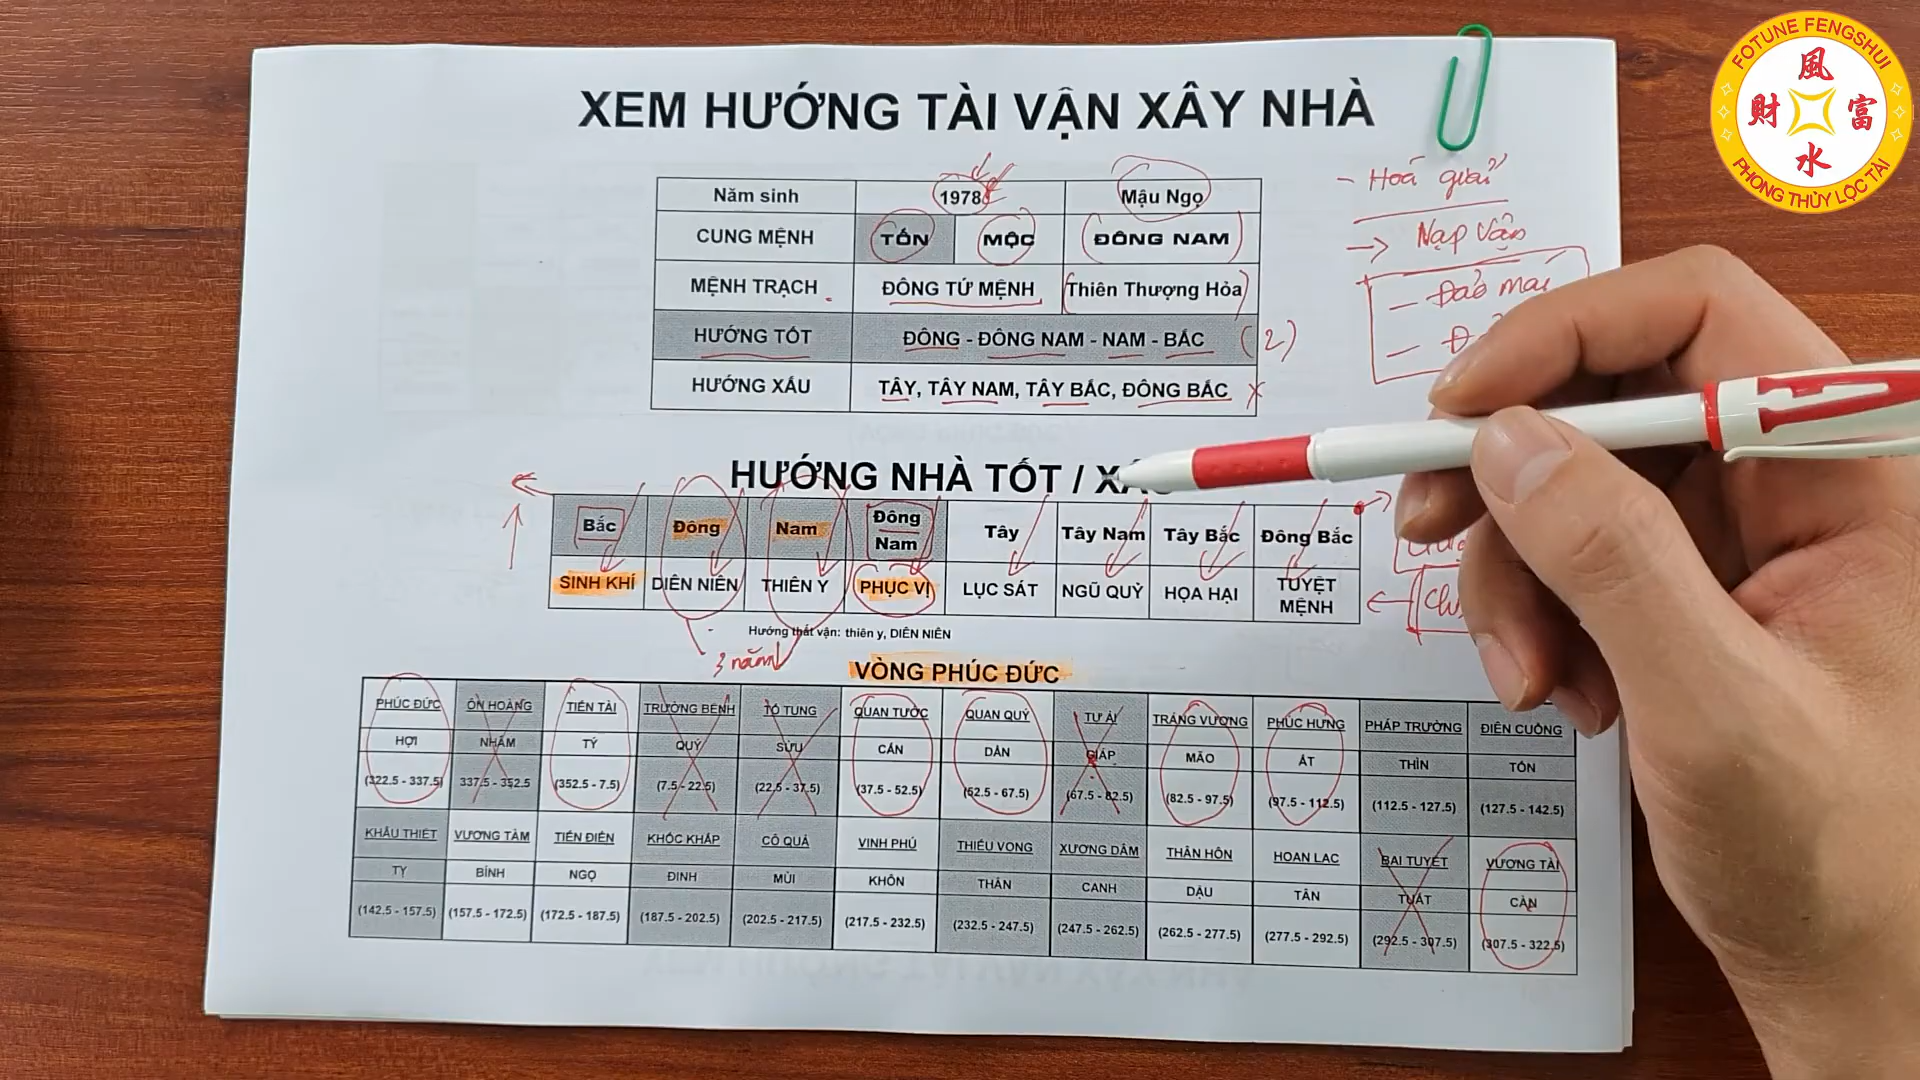 XEM HƯỚNG TÀI VẬN XÂY NHÀ
FOTUNE FENGSHUI
風
財 富
水
PHONG THỦY LỘC TÀI
Năm sinh 1978 Mậu Ngọ
CUNG MỆNH TỐN MỘC ĐÔNG NAM
MỆNH TRẠCH ĐÔNG TỨ MỆNH Thiên Thượng Hỏa
HƯỚNG TỐT ĐÔNG - ĐÔNG NAM - NAM - BẮC (2)
HƯỚNG XẤU TÂY, TÂY NAM, TÂY BẮC, ĐÔNG BẮC x
- Hoá giải
→ Nạp Vận
- Đảo mái
HƯỚNG NHÀ TỐT /
Bắc Đông Nam Đông Nam Tây Tây Nam Tây Bắc Đông Bắc
SINH KHÍ DIÊN NIÊN THIÊN Y PHỤC VỊ LỤC SÁT NGŨ QUỶ HỌA HẠI TUYỆT MỆNH
Hướng thất vận: thiên y, DIÊN NIÊN
3 năm
VÒNG PHÚC ĐỨC
PHÚC ĐỨC ÔN HOÀNG TIẾN TÀI TRƯỜNG BỆNH TỐ TỤNG QUAN TƯỚC QUAN QUÝ TỰ ẢI TRÁNG VƯỢNG PHÚC HƯNG PHÁP TRƯỜNG ĐIÊN CUỒNG
HỢI NHÂM TÝ QUÝ SỬU CẤN DẦN GIÁP MÃO ẤT THÌN TỐN
(322.5 - 337.5) 337.5 - 352.5 (352.5 - 7.5) (7.5 - 22.5) (22.5 - 37.5) (37.5 - 52.5) (52.5 - 67.5) (67.5 - 82.5) (82.5 - 97.5) (97.5 - 112.5) (112.5 - 127.5) (127.5 - 142.5)
KHẨU THIỆT VƯỢNG TÀM TIẾN ĐIỀN KHỐC KHẤP CÔ QUẢ VINH PHÚ THIẾU VONG XƯƠNG DÂM THÂN HÔN HOAN LẠC BẠI TUYỆT VƯỢNG TÀI
TỴ BÍNH NGỌ ĐINH MÙI KHÔN THÂN CANH DẬU TÂN TUẤT CÀN
(142.5 - 157.5) (157.5 - 172.5) (172.5 - 187.5) (187.5 - 202.5) (202.5 - 217.5) (217.5 - 232.5) (232.5 - 247.5) (247.5 - 262.5) (262.5 - 277.5) (277.5 - 292.5) (292.5 - 307.5) (307.5 - 322.5)